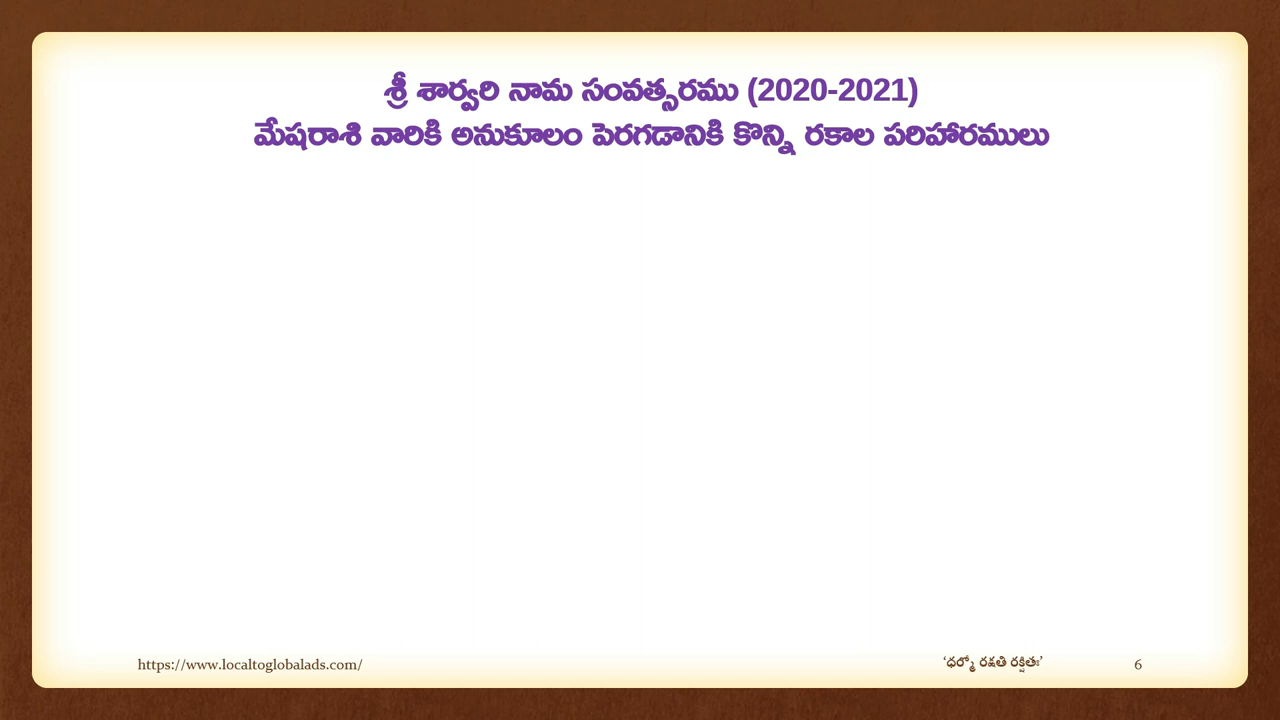 శ్రీ శార్వరి నామ సంవత్సరము (2020-2021)
మేషరాశి వారికి అనుకూలం పెరగడానికి కొన్ని రకాల పరిహారములు
https://www.localtoglobalads.com/ ‘ధర్మో రక్షతి రక్షితః’ 6